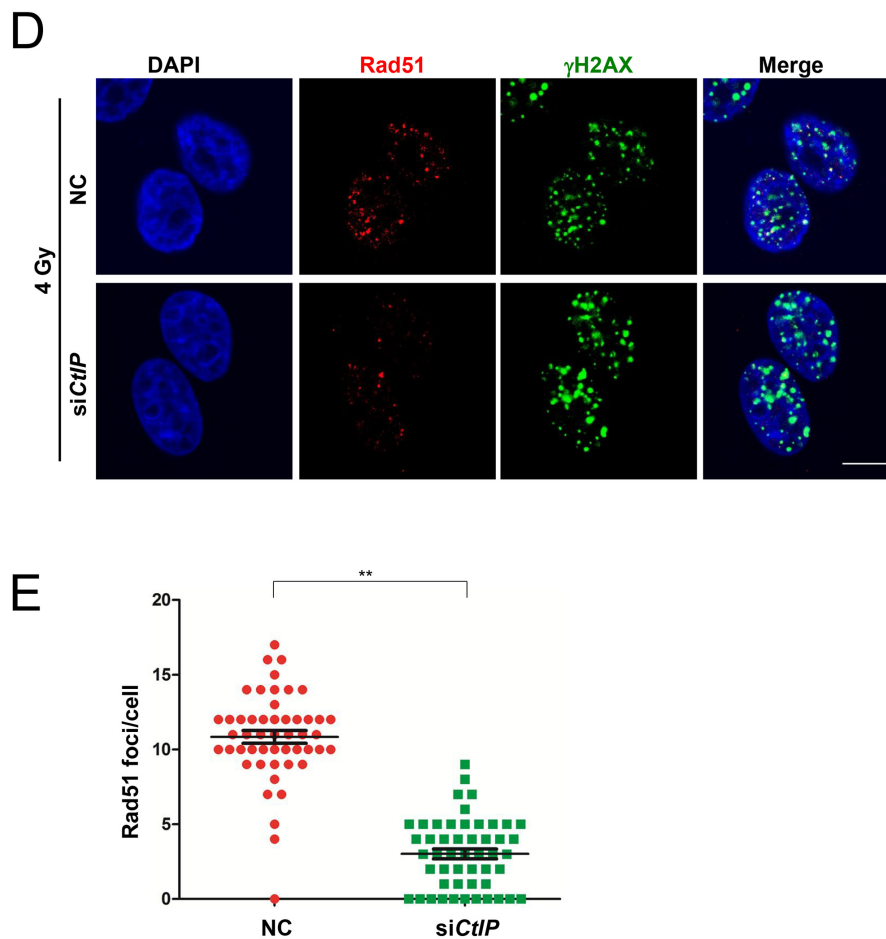 D
DAPI Rad51 γH2AX Merge
4 Gy
NC
siCtIP
E
**
Rad51 foci/cell
20
15
10
5
0
NC siCtIP